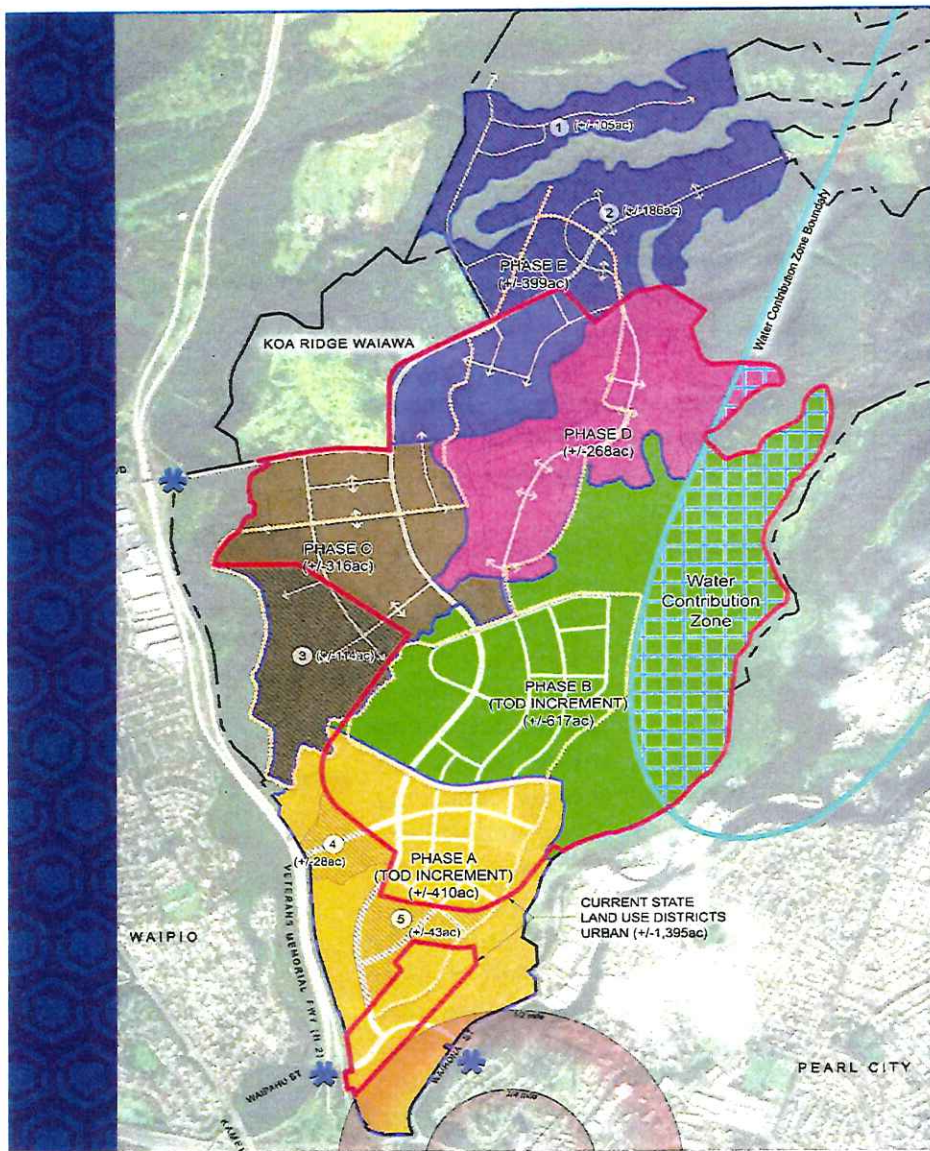 1 (+/-105ac)
2 (+/-186ac)
Water Contribution Zone Boundary
PHASE E
(+/-399ac)
KOA RIDGE WAIAWA
PHASE D
(+/-268ac)
PHASE C
(+/-316ac)
Water
Contribution
Zone
3 (+/-114ac)
PHASE B
(TOD INCREMENT)
(+/-617ac)
4
(+/-28ac)
PHASE A
(TOD INCREMENT)
(+/-410ac)
5
(+/-43ac)
CURRENT STATE
LAND USE DISTRICTS
URBAN (+/-1,395ac)
WAIPIO
VETERANS MEMORIAL FWY (H-2)
WAIPAHU ST
PEARL CITY